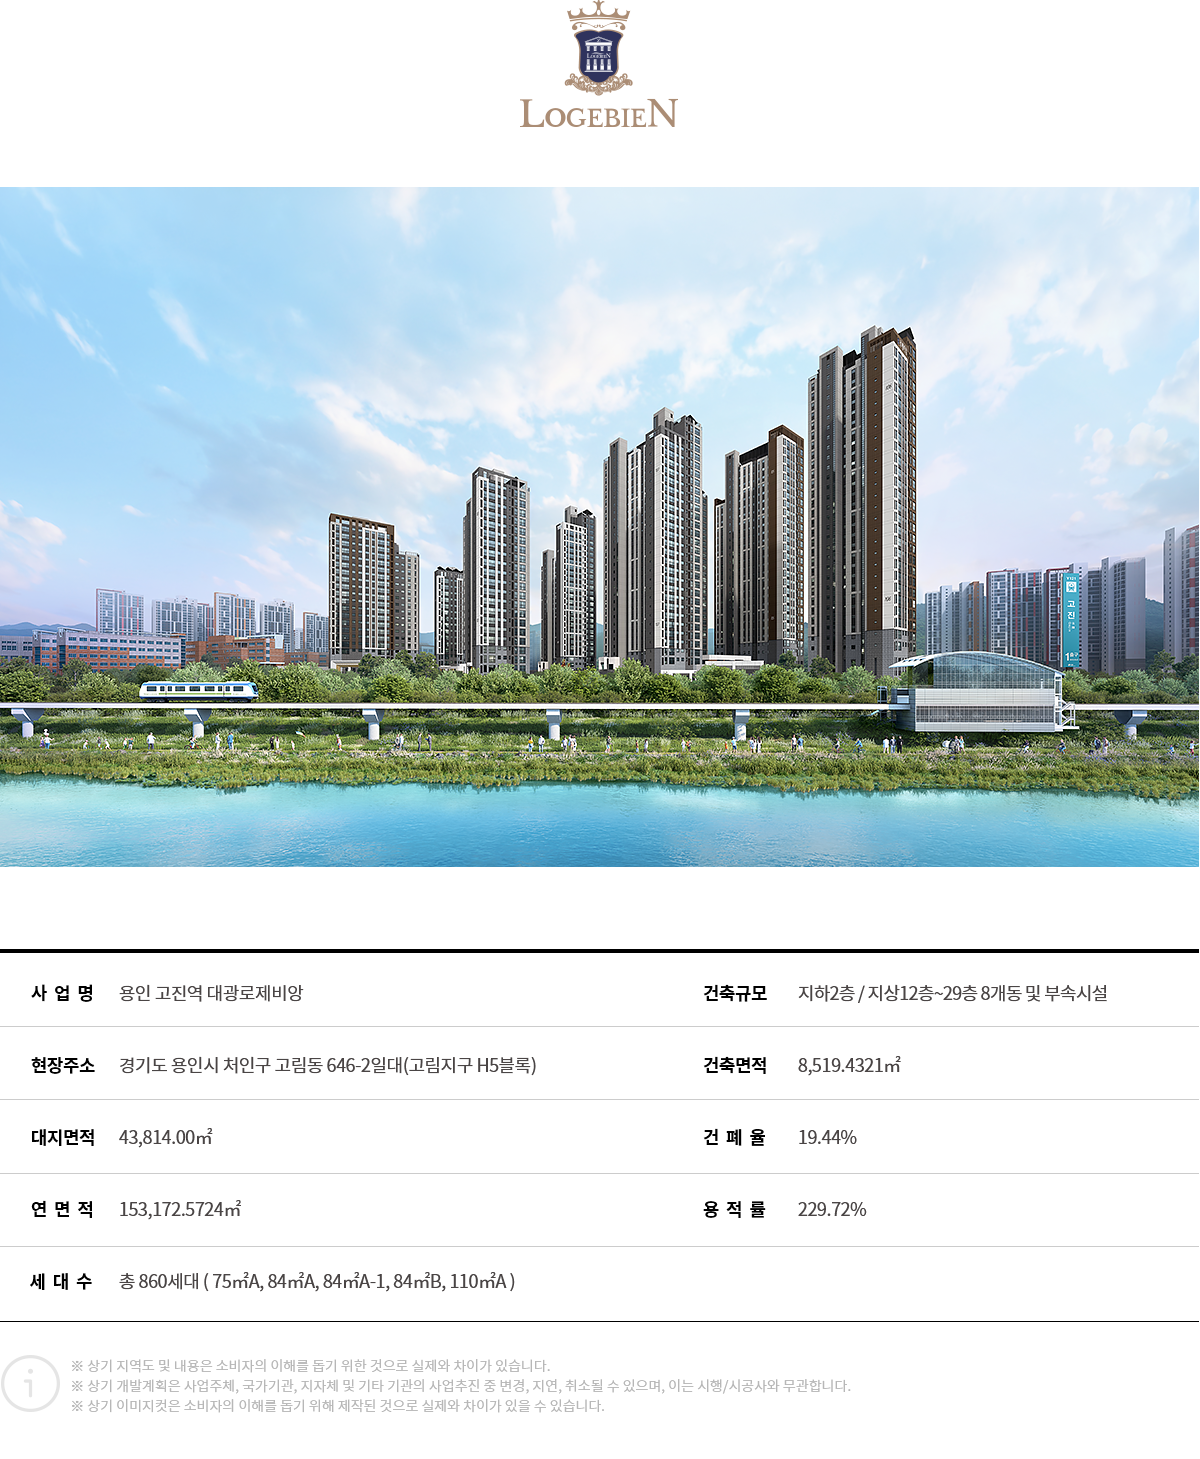 LOGEBIEN
LOGEBIEN
고진
1출구
사업명 용인 고진역 대광로제비앙
건축규모 지하2층 / 지상12층~29층 8개동 및 부속시설
현장주소 경기도 용인시 처인구 고림동 646-2일대(고림지구 H5블록)
건축면적 8,519.4321㎡
대지면적 43,814.00㎡
건폐율 19.44%
연면적 153,172.5724㎡
용적률 229.72%
세대수 총 860세대 ( 75㎡A, 84㎡A, 84㎡A-1, 84㎡B, 110㎡A )
※ 상기 지역도 및 내용은 소비자의 이해를 돕기 위한 것으로 실제와 차이가 있습니다.
※ 상기 개발계획은 사업주체, 국가기관, 지자체 및 기타 기관의 사업추진 중 변경, 지연, 취소될 수 있으며, 이는 시행/시공사와 무관합니다.
※ 상기 이미지컷은 소비자의 이해를 돕기 위해 제작된 것으로 실제와 차이가 있을 수 있습니다.